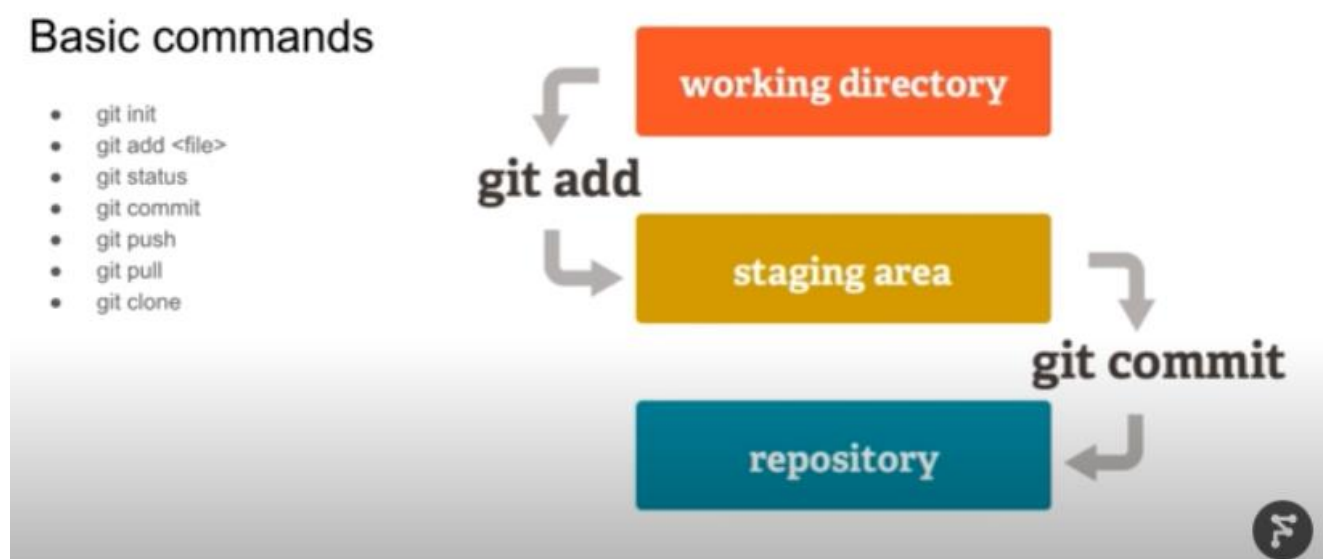 Basic commands
• git init
• git add <file>
• git status
• git commit
• git push
• git pull
• git clone
working directory
git add
staging area
git commit
repository